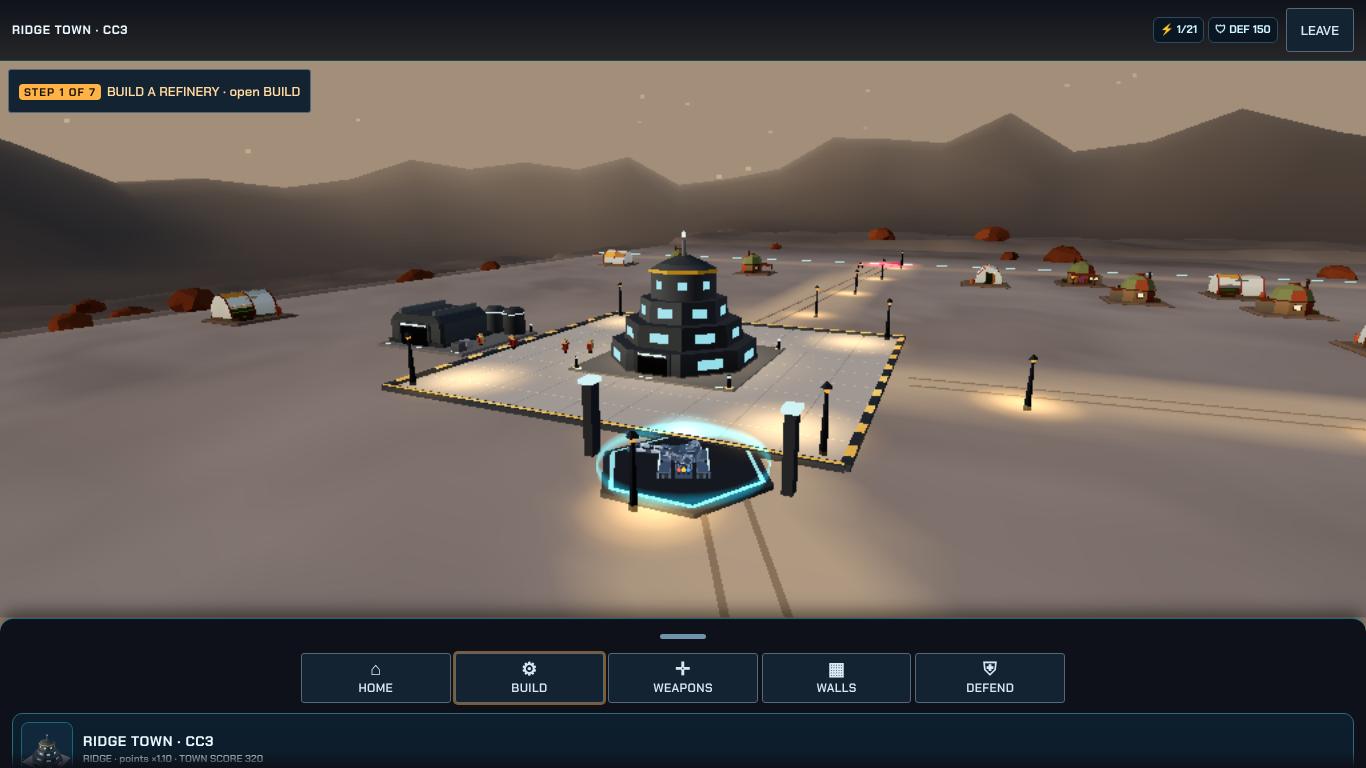 RIDGE TOWN · CC3
⚡ 1/21
🛡 DEF 150
LEAVE
STEP 1 OF 7 BUILD A REFINERY · open BUILD
HOME
BUILD
WEAPONS
WALLS
DEFEND
RIDGE TOWN · CC3
RIDGE · points ×1.10 · TOWN SCORE 320